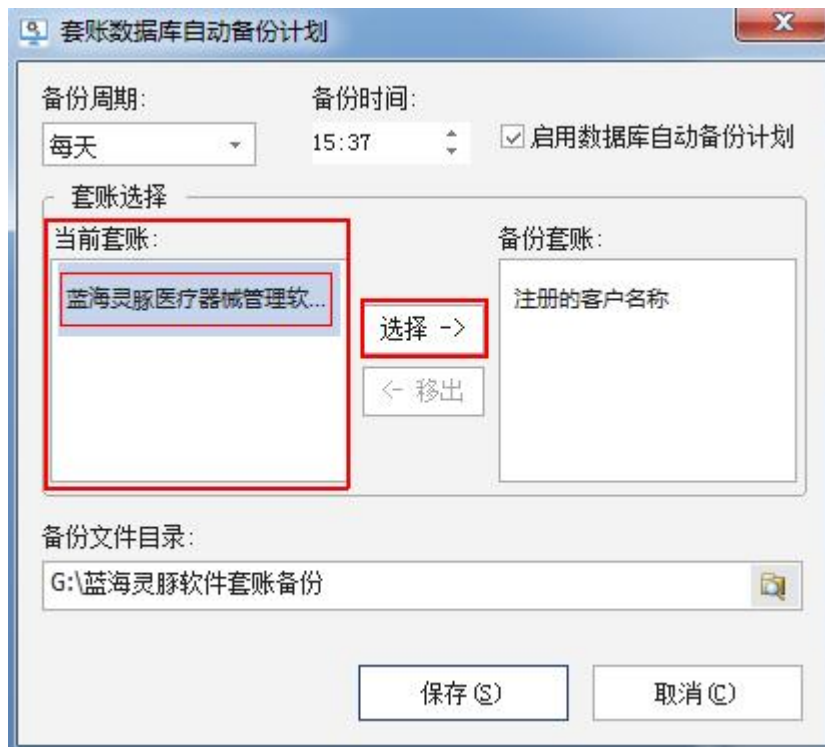 套账数据库自动备份计划
备份周期: 备份时间:
每天 15:37 启用数据库自动备份计划
套账选择
当前套账: 备份套账:
蓝海灵豚医疗器械管理软... 注册的客户名称
选择 ->
<- 移出
备份文件目录:
G:\蓝海灵豚软件套账备份
保存(S) 取消(C)